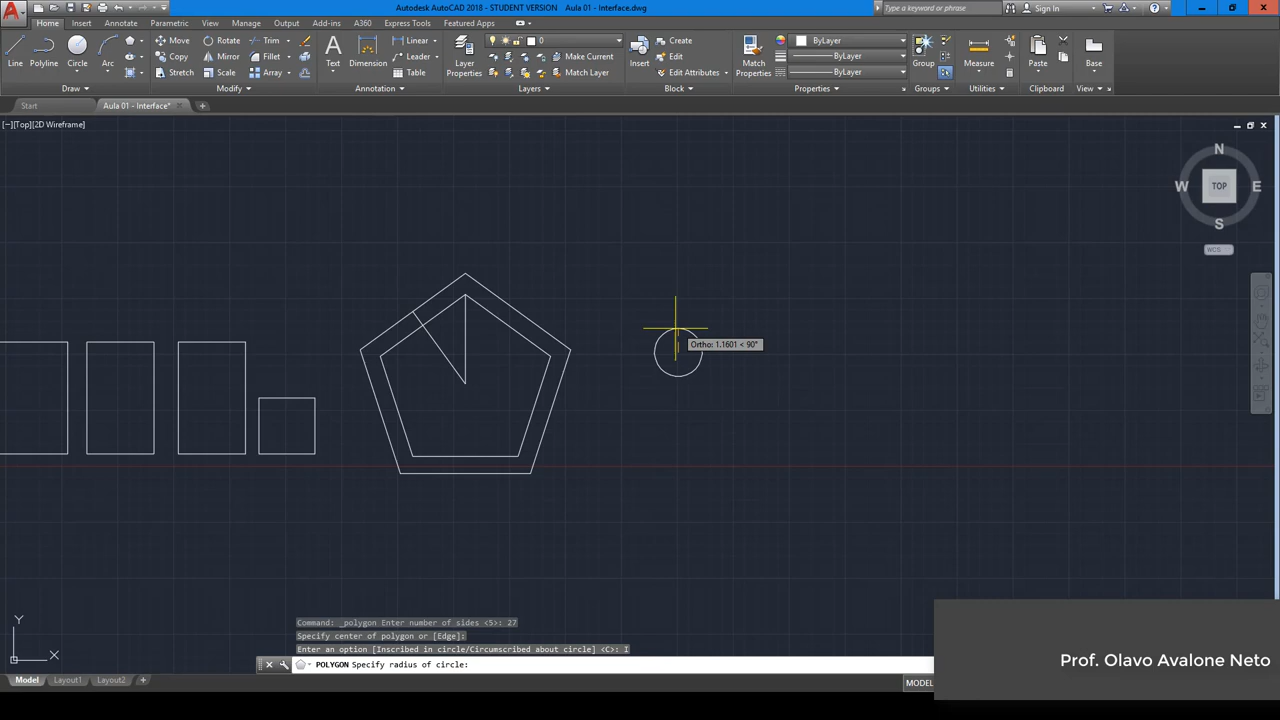 Autodesk AutoCAD 2018 - STUDENT VERSION Aula 01 - Interface.dwg
Type a keyword or phrase
Sign In
Home Insert Annotate Parametric View Manage Output Add-ins A360 Express Tools Featured Apps
Line Polyline Circle Arc
Move Rotate Trim
Copy Mirror Fillet
Stretch Scale Array
Text Dimension
Linear
Leader
Table
Layer Properties
0
Make Current
Match Layer
Insert
Create
Edit
Edit Attributes
Match Properties
ByLayer
ByLayer
ByLayer
Group
Measure
Paste
Base
Draw Modify Annotation Layers Block Properties Groups Utilities Clipboard View
Start Aula 01 - Interface*
[−][Top][2D Wireframe]
N
W TOP E
S
WCS
Ortho: 1.1601 < 90°
Y
X
Command: _polygon Enter number of sides <5>: 27
Specify center of polygon or [Edge]:
Enter an option [Inscribed in circle/Circumscribed about circle] <C>: I
POLYGON Specify radius of circle:
Prof. Olavo Avalone Neto
Model Layout1 Layout2 +
MODEL